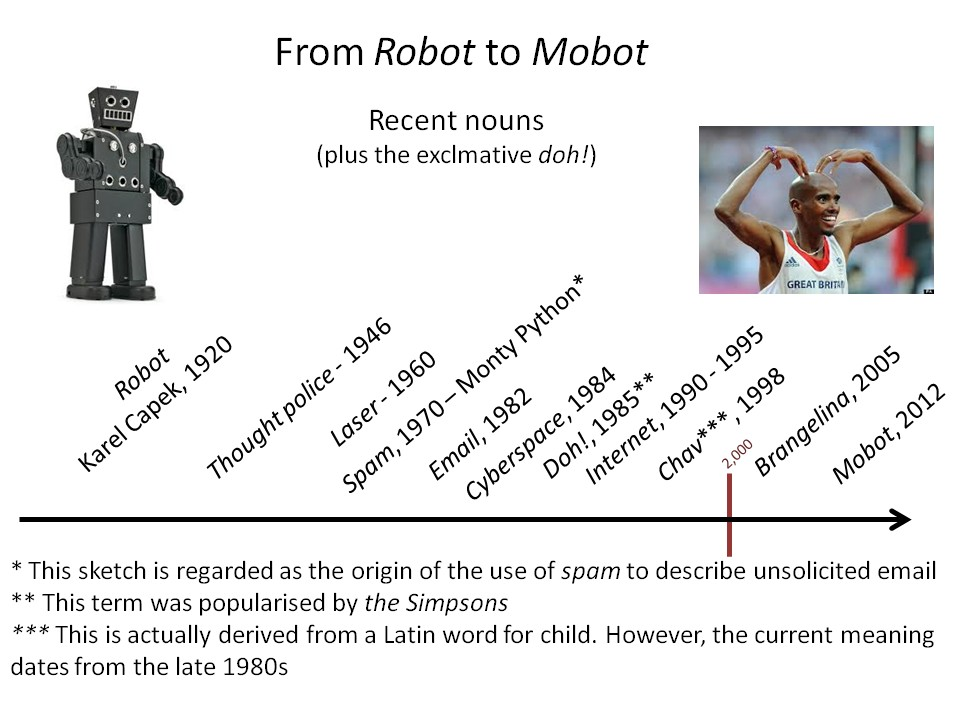 From Robot to Mobot
Recent nouns
(plus the exclmative doh!)
GREAT BRITAIN
Robot
Karel Capek, 1920
Thought police - 1946
Laser - 1960
Spam, 1970 – Monty Python*
Email, 1982
Cyberspace, 1984
Doh!, 1985**
Internet, 1990 - 1995
Chav*** , 1998
2,000
Brangelina, 2005
Mobot, 2012
* This sketch is regarded as the origin of the use of spam to describe unsolicited email
** This term was popularised by the Simpsons
*** This is actually derived from a Latin word for child. However, the current meaning
dates from the late 1980s